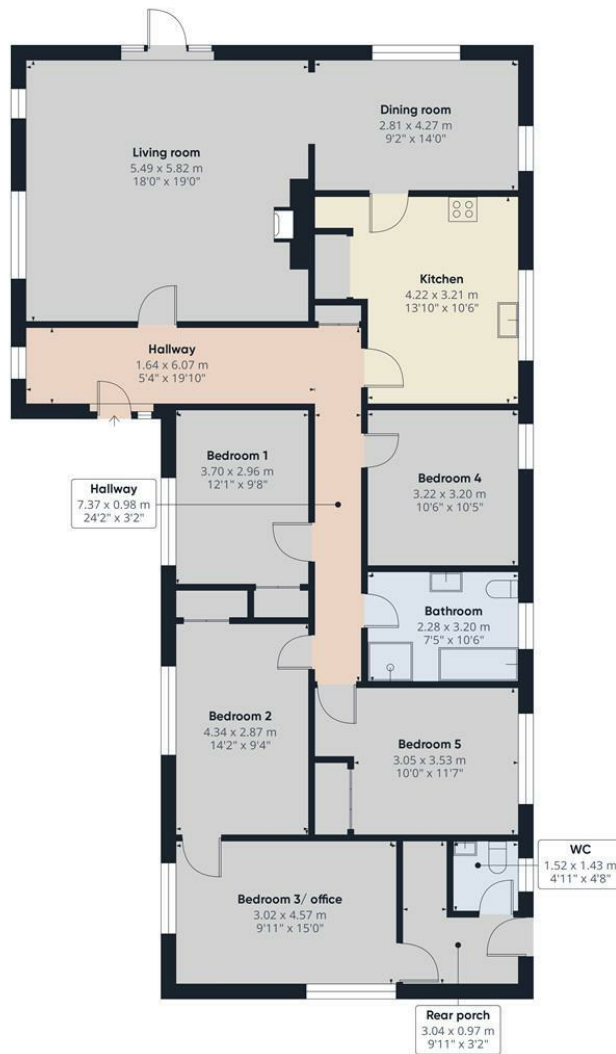 Living room
5.49 x 5.82 m
18'0" x 19'0"
Dining room
2.81 x 4.27 m
9'2" x 14'0"
Kitchen
4.22 x 3.21 m
13'10" x 10'6"
Hallway
1.64 x 6.07 m
5'4" x 19'10"
Bedroom 1
3.70 x 2.96 m
12'1" x 9'8"
Bedroom 4
3.22 x 3.20 m
10'6" x 10'5"
Hallway
7.37 x 0.98 m
24'2" x 3'2"
Bathroom
2.28 x 3.20 m
7'5" x 10'6"
Bedroom 2
4.34 x 2.87 m
14'2" x 9'4"
Bedroom 5
3.05 x 3.53 m
10'0" x 11'7"
WC
1.52 x 1.43 m
4'11" x 4'8"
Bedroom 3/ office
3.02 x 4.57 m
9'11" x 15'0"
Rear porch
3.04 x 0.97 m
9'11" x 3'2"